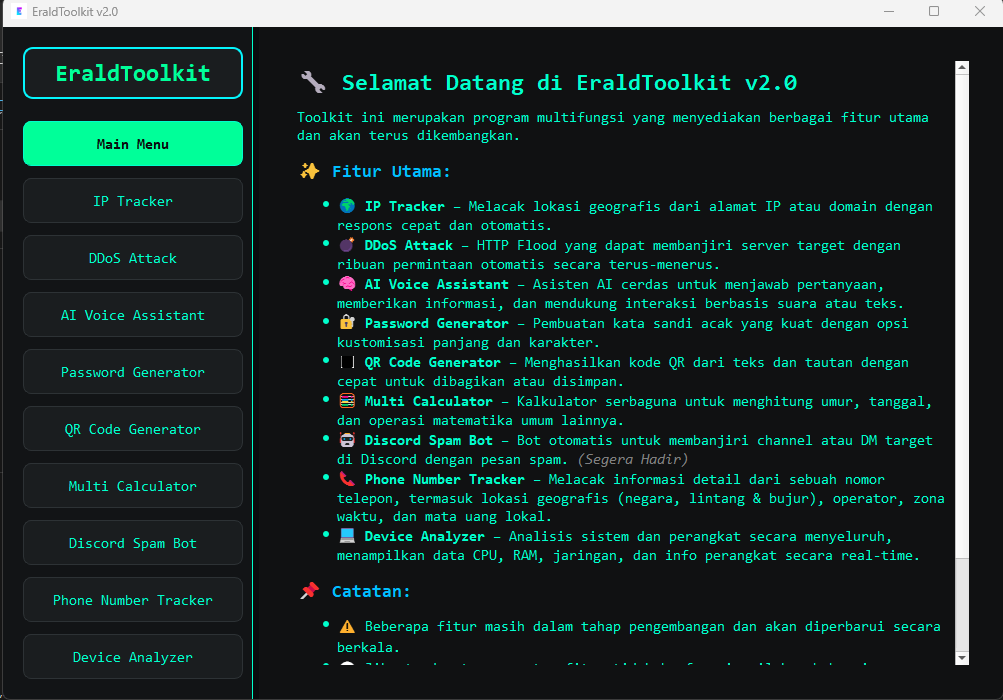 EraldToolkit v2.0
EraldToolkit
Main Menu
IP Tracker
DDoS Attack
AI Voice Assistant
Password Generator
QR Code Generator
Multi Calculator
Discord Spam Bot
Phone Number Tracker
Device Analyzer
Selamat Datang di EraldToolkit v2.0
Toolkit ini merupakan program multifungsi yang menyediakan berbagai fitur utama
dan akan terus dikembangkan.
Fitur Utama:
IP Tracker – Melacak lokasi geografis dari alamat IP atau domain dengan
respons cepat dan otomatis.
DDoS Attack – HTTP Flood yang dapat membanjiri server target dengan
ribuan permintaan otomatis secara terus-menerus.
AI Voice Assistant – Asisten AI cerdas untuk menjawab pertanyaan,
memberikan informasi, dan mendukung interaksi berbasis suara atau teks.
Password Generator – Pembuatan kata sandi acak yang kuat dengan opsi
kustomisasi panjang dan karakter.
QR Code Generator – Menghasilkan kode QR dari teks dan tautan dengan
cepat untuk dibagikan atau disimpan.
Multi Calculator – Kalkulator serbaguna untuk menghitung umur, tanggal,
dan operasi matematika umum lainnya.
Discord Spam Bot – Bot otomatis untuk membanjiri channel atau DM target
di Discord dengan pesan spam. (Segera Hadir)
Phone Number Tracker – Melacak informasi detail dari sebuah nomor
telepon, termasuk lokasi geografis (negara, lintang & bujur), operator, zona
waktu, dan mata uang lokal.
Device Analyzer – Analisis sistem dan perangkat secara menyeluruh,
menampilkan data CPU, RAM, jaringan, dan info perangkat secara real-time.
Catatan:
Beberapa fitur masih dalam tahap pengembangan dan akan diperbarui secara
berkala.